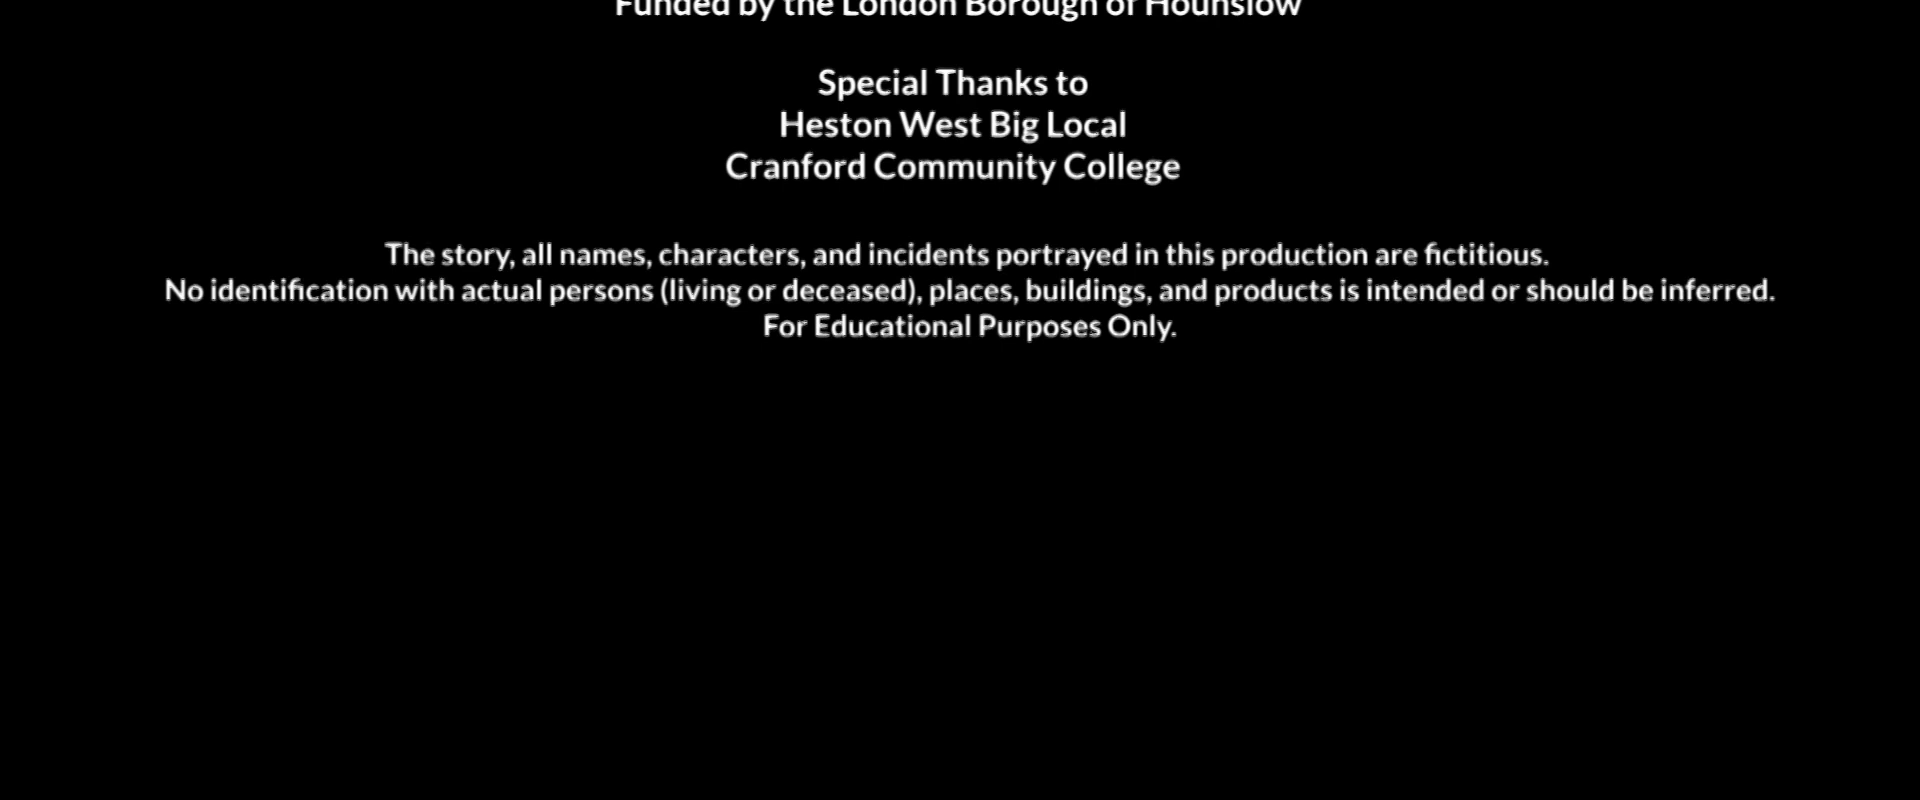 Funded by the London Borough of Hounslow
Special Thanks to
Heston West Big Local
Cranford Community College
The story, all names, characters, and incidents portrayed in this production are fictitious.
No identification with actual persons (living or deceased), places, buildings, and products is intended or should be inferred.
For Educational Purposes Only.